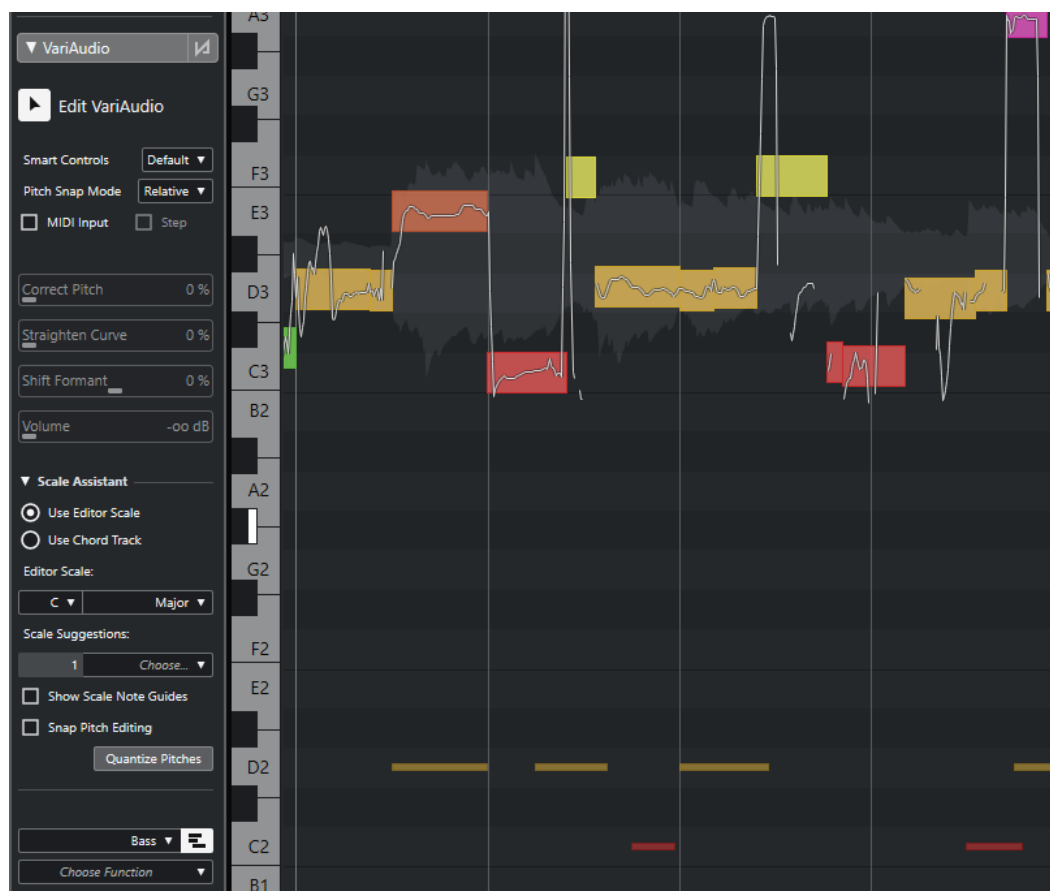 VariAudio
Edit VariAudio
Smart Controls Default
Pitch Snap Mode Relative
MIDI Input Step
Correct Pitch 0 %
Straighten Curve 0 %
Shift Formant 0 %
Volume -oo dB
Scale Assistant
Use Editor Scale
Use Chord Track
Editor Scale:
C Major
Scale Suggestions:
1 Choose...
Show Scale Note Guides
Snap Pitch Editing
Quantize Pitches
Bass
Choose Function
A3
G3
F3
E3
D3
C3
B2
A2
G2
F2
E2
D2
C2
B1